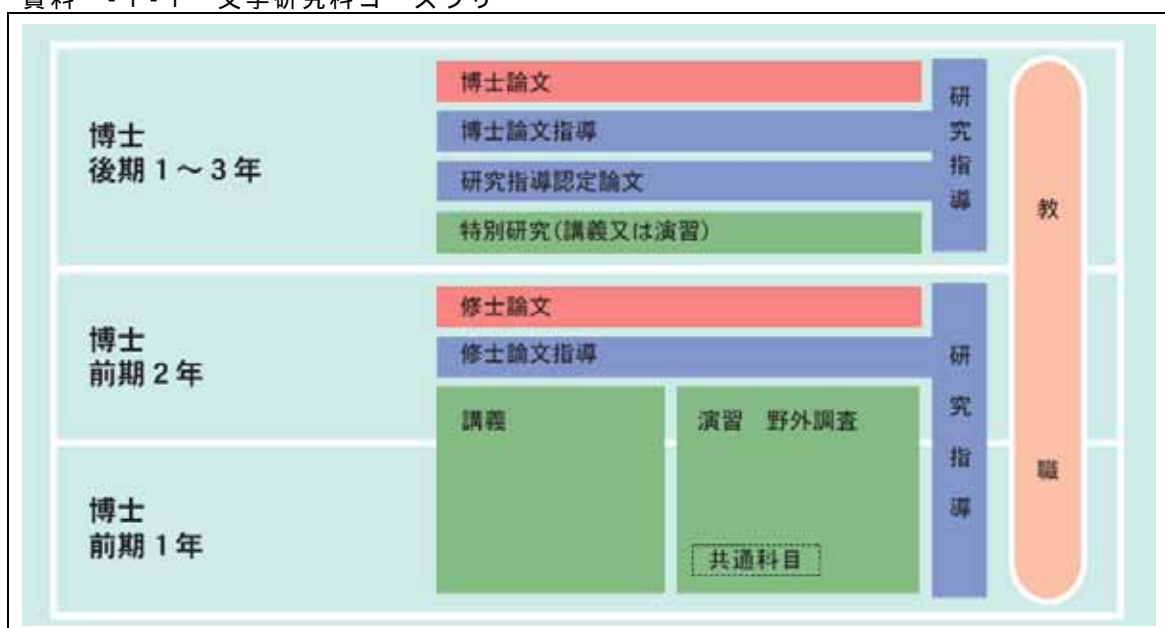 博士
後期1～3年
博士論文
博士論文指導
研究指導認定論文
特別研究(講義又は演習)
研究指導
教職
博士
前期2年
修士論文
修士論文指導
講義
演習 野外調査
共通科目
研究指導
博士
前期1年